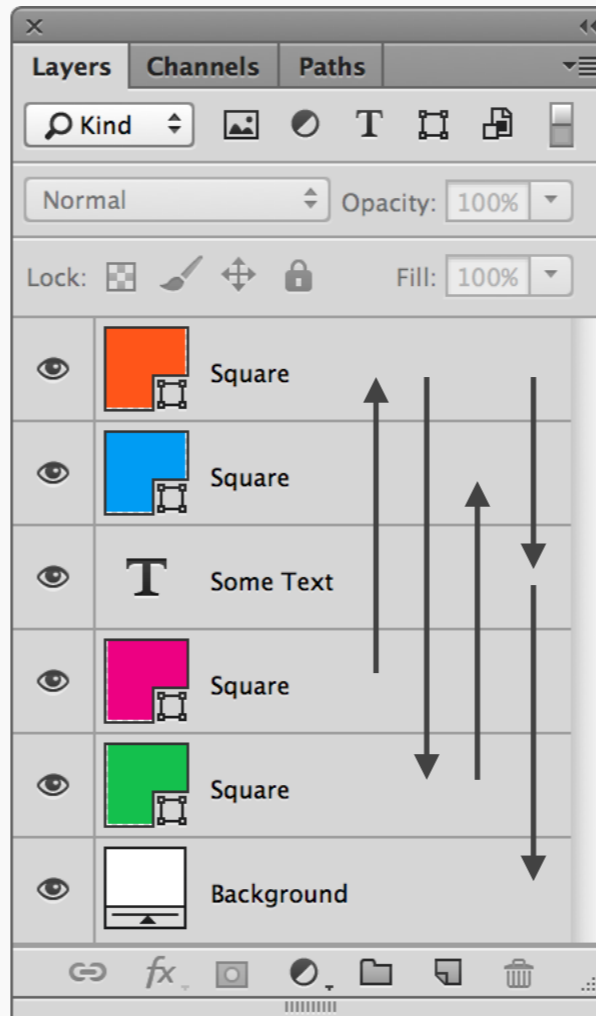 Layers Channels Paths
Kind T
Normal Opacity: 100%
Lock: Fill: 100%
Square
Square
T Some Text
Square
Square
Background
fx